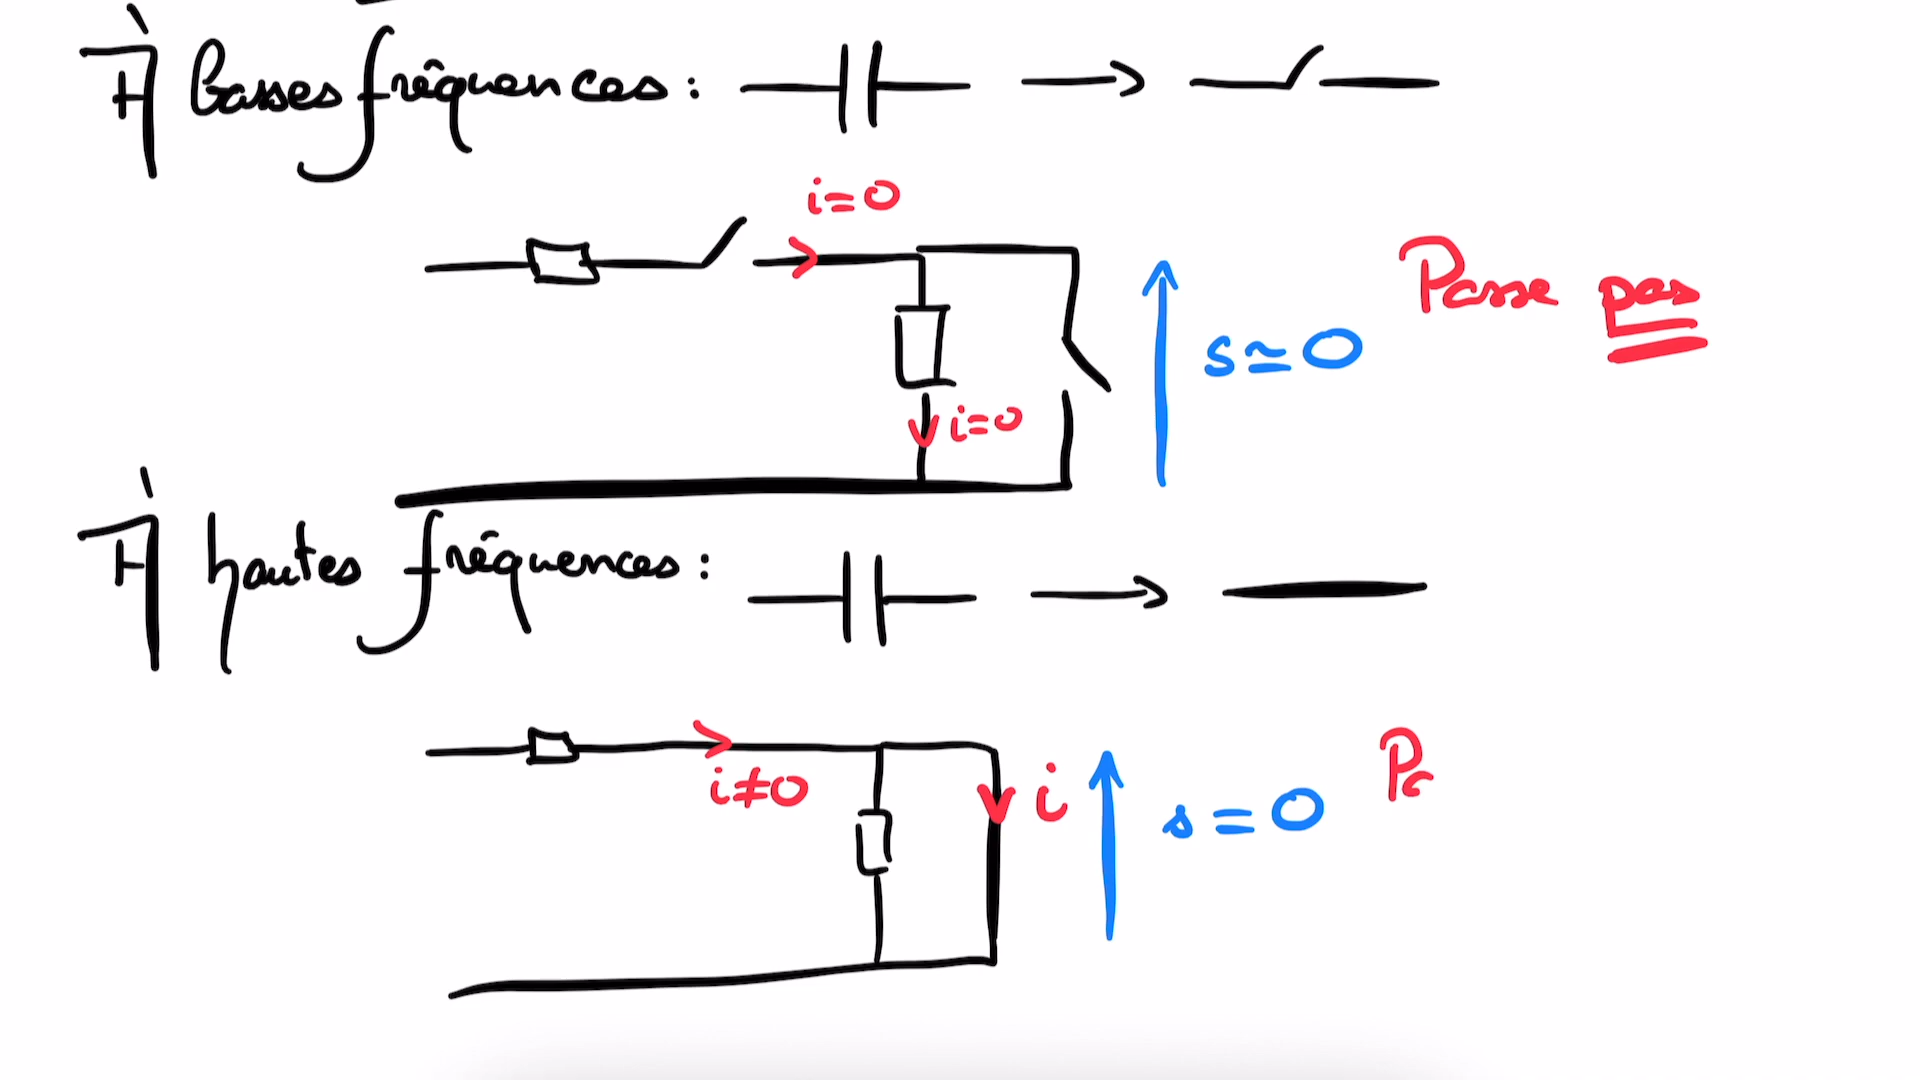 À basses fréquences :
i=0
Passe pas
s≃0
i=0
À hautes fréquences :
i≠0
i
s=0
Pa